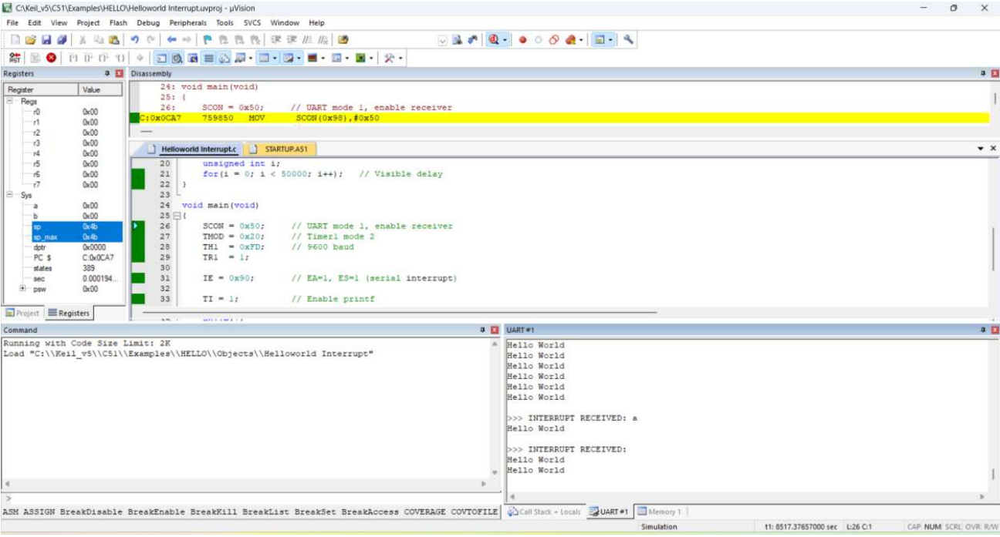 C:\Keil_v5\C51\Examples\HELLO\Helloworld Interrupt.uvproj - µVision
File Edit View Project Flash Debug Peripherals Tools SVCS Window Help
RST
Registers
Register Value
Regs
r0 0x00
r1 0x00
r2 0x00
r3 0x00
r4 0x00
r5 0x00
r6 0x00
r7 0x00
Sys
a 0x00
b 0x00
sp 0x4b
sp_max 0x4b
dptr 0x0000
PC $ C:0x0CA7
states 389
sec 0.000194...
psw 0x00
Project Registers
Disassembly
24: void main(void)
25: {
26: SCON = 0x50; // UART mode 1, enable receiver
C:0x0CA7 759850 MOV SCON(0x98),#0x50
Helloworld Interrupt.c STARTUP.A51
20 unsigned int i;
21 for(i = 0; i < 50000; i++); // Visible delay
22 }
23
24 void main(void)
25 {
26 SCON = 0x50; // UART mode 1, enable receiver
27 TMOD = 0x20; // Timer1 mode 2
28 TH1 = 0xFD; // 9600 baud
29 TR1 = 1;
30
31 IE = 0x90; // EA=1, ES=1 (serial interrupt)
32
33 TI = 1; // Enable printf
Command
Running with Code Size Limit: 2K
Load "C:\\Keil_v5\\C51\\Examples\\HELLO\\Objects\\Helloworld Interrupt"
>
ASM ASSIGN BreakDisable BreakEnable BreakKill BreakList BreakSet BreakAccess COVERAGE COVTOFILE
UART #1
Hello World
Hello World
Hello World
Hello World
Hello World
Hello World
>>> INTERRUPT RECEIVED: a
Hello World
>>> INTERRUPT RECEIVED:
Hello World
Hello World
Call Stack + Locals UART #1 Memory 1
Simulation t1: 8517.37657000 sec L:26 C:1 CAP NUM SCRL OVR R/W